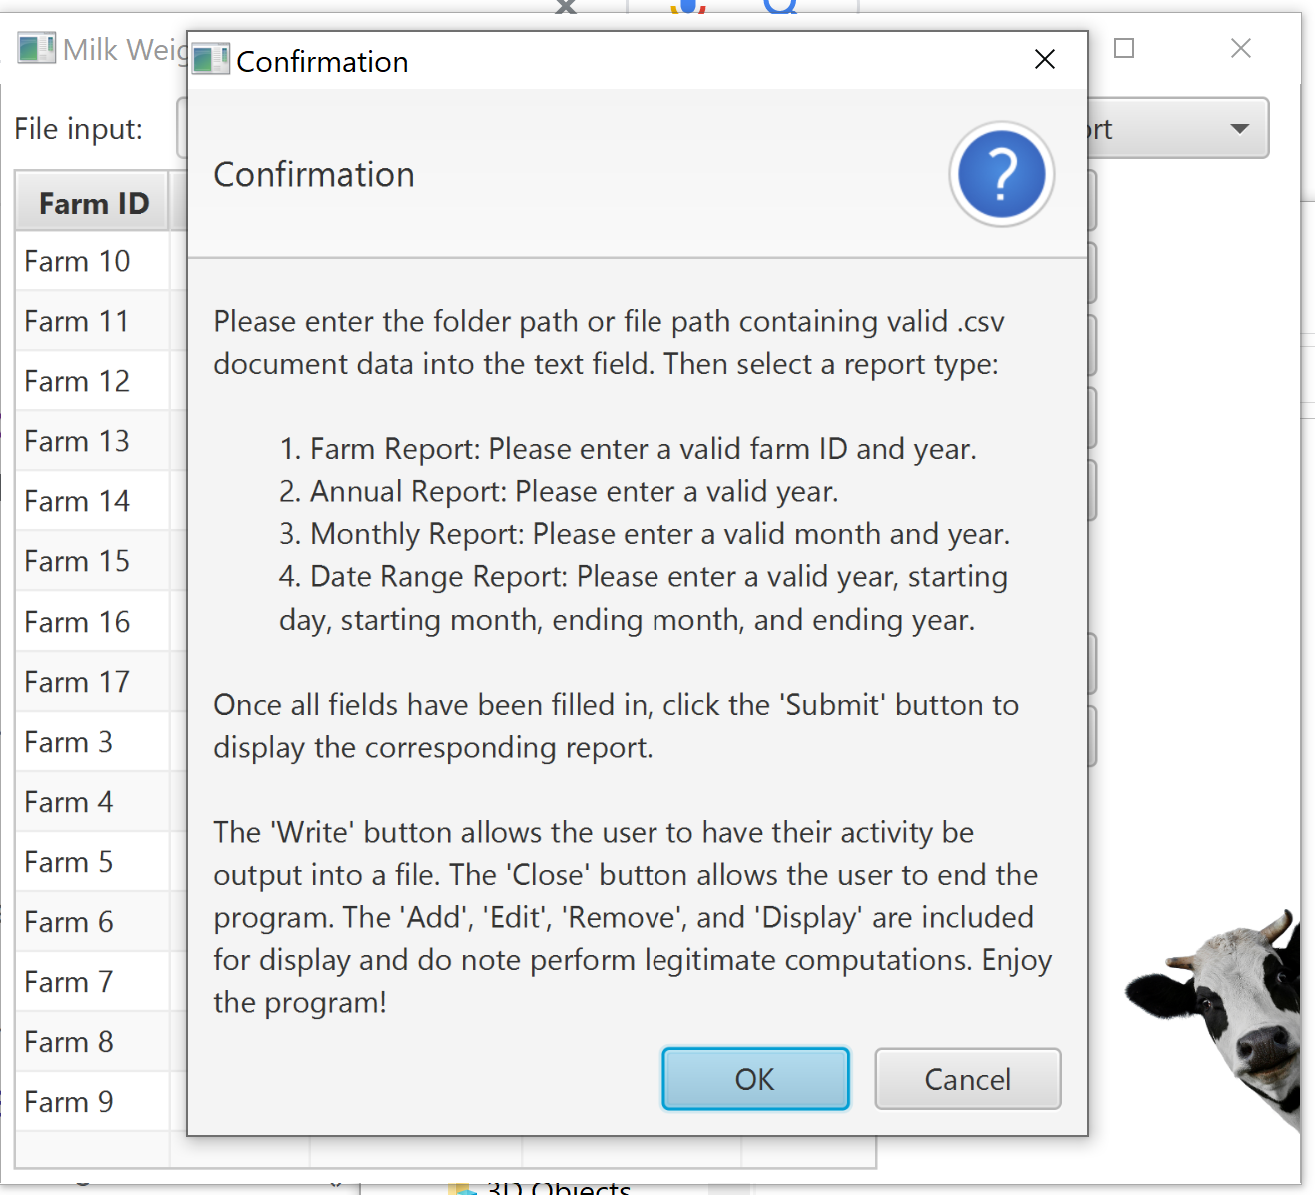 Milk Weig
Confirmation
File input:
ort
Confirmation
?
Farm ID
Farm 10
Farm 11
Farm 12
Farm 13
Farm 14
Farm 15
Farm 16
Farm 17
Farm 3
Farm 4
Farm 5
Farm 6
Farm 7
Farm 8
Farm 9
Please enter the folder path or file path containing valid .csv
document data into the text field. Then select a report type:
1. Farm Report: Please enter a valid farm ID and year.
2. Annual Report: Please enter a valid year.
3. Monthly Report: Please enter a valid month and year.
4. Date Range Report: Please enter a valid year, starting
day, starting month, ending month, and ending year.
Once all fields have been filled in, click the 'Submit' button to
display the corresponding report.
The 'Write' button allows the user to have their activity be
output into a file. The 'Close' button allows the user to end the
program. The 'Add', 'Edit', 'Remove', and 'Display' are included
for display and do note perform legitimate computations. Enjoy
the program!
OK
Cancel
3D Objects